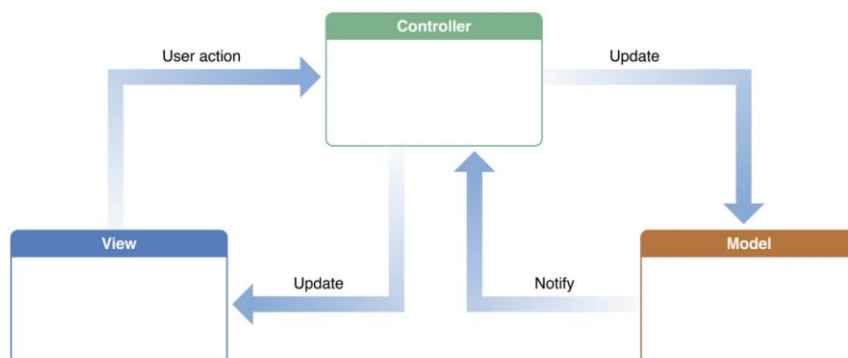 Controller
User action
Update
View
Model
Update
Notify